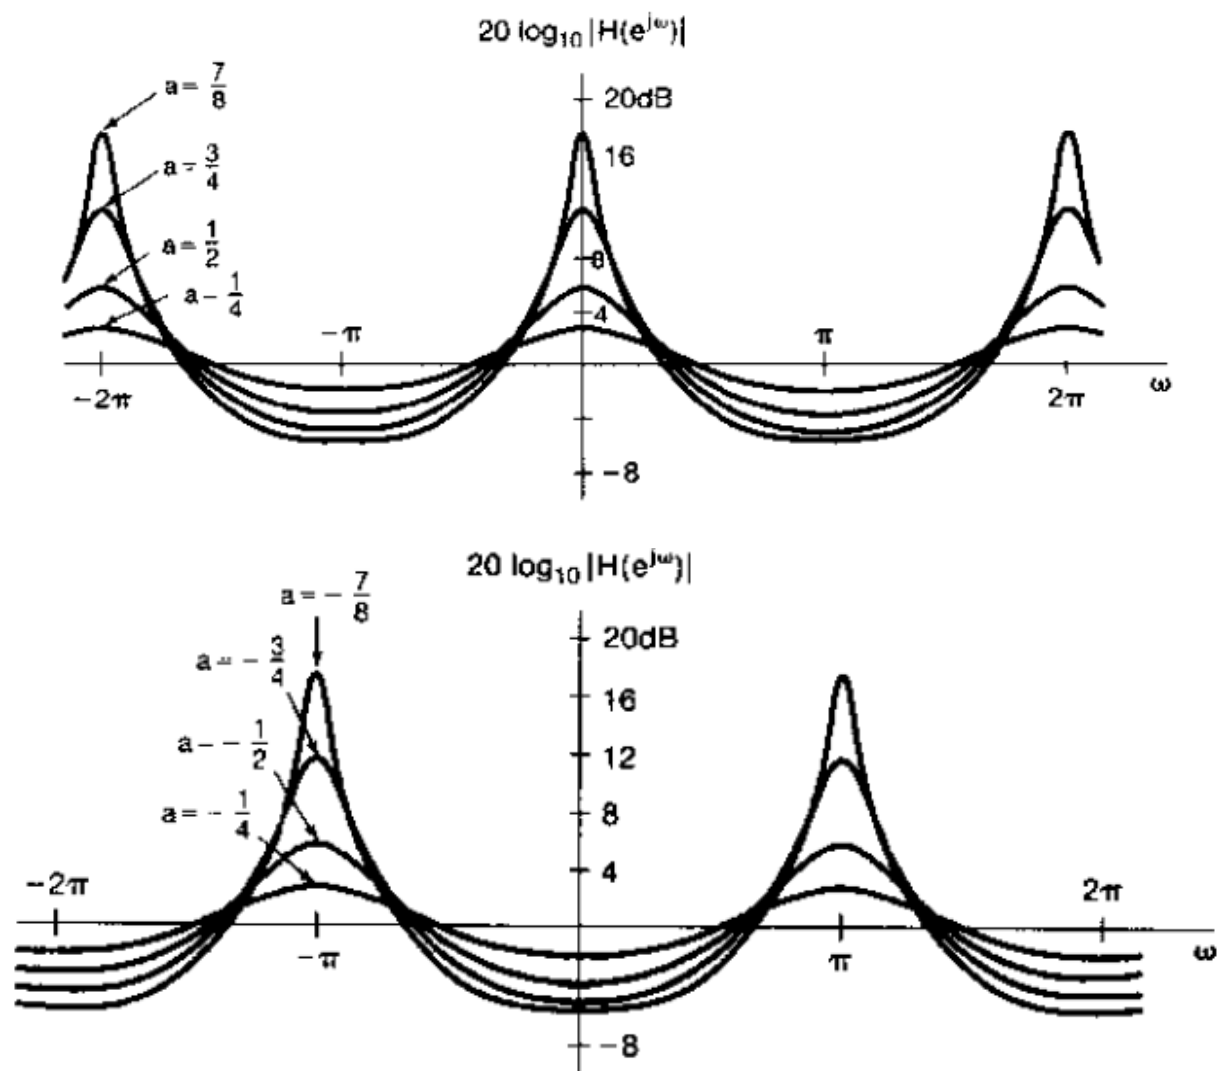 20 log₁₀ |H(e^{jω})|
a = 7/8
20dB
16
a = 3/4
a = 1/2
8
a – 1/4
4
–π
π
–2π
2π
ω
–8
20 log₁₀ |H(e^{jω})|
a = – 7/8
20dB
a = – 3/4
16
a – – 1/2
12
a = – 1/4
8
4
–2π
2π
–π
π
ω
–8